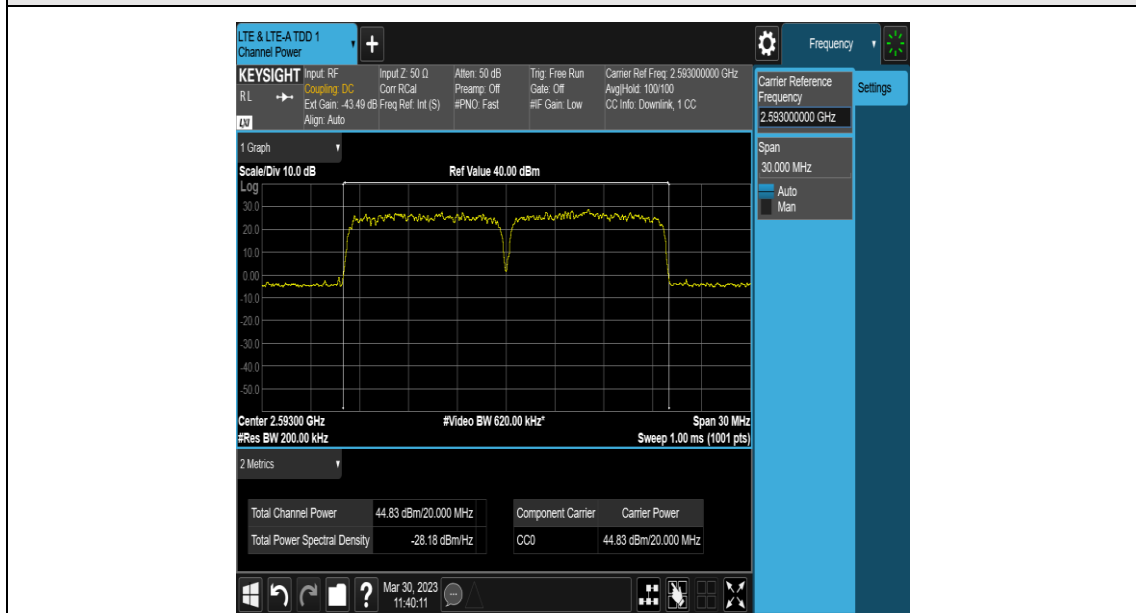 LTE & LTE-A TDD 1
Channel Power
+
Frequency
KEYSIGHT
RL
LXI
Input: RF
Coupling: DC
Ext Gain: -43.49 dB
Align: Auto
Input Z: 50 Ω
Corr RCal
Freq Ref: Int (S)
Atten: 50 dB
Preamp: Off
#PNO: Fast
Trig: Free Run
Gate: Off
#IF Gain: Low
Carrier Ref Freq: 2.593000000 GHz
Avg|Hold: 100/100
CC Info: Downlink, 1 CC
Carrier Reference
Frequency
2.593000000 GHz
Settings
Span
30.000 MHz
Auto
Man
1 Graph
Scale/Div 10.0 dB
Ref Value 40.00 dBm
Log
30.0
20.0
10.0
0.00
-10.0
-20.0
-30.0
-40.0
-50.0
Center 2.59300 GHz
#Video BW 620.00 kHz*
Span 30 MHz
#Res BW 200.00 kHz
Sweep 1.00 ms (1001 pts)
2 Metrics
Total Channel Power 44.83 dBm/20.000 MHz
Total Power Spectral Density -28.18 dBm/Hz
Component Carrier Carrier Power
CC0 44.83 dBm/20.000 MHz
?
Mar 30, 2023
11:40:11